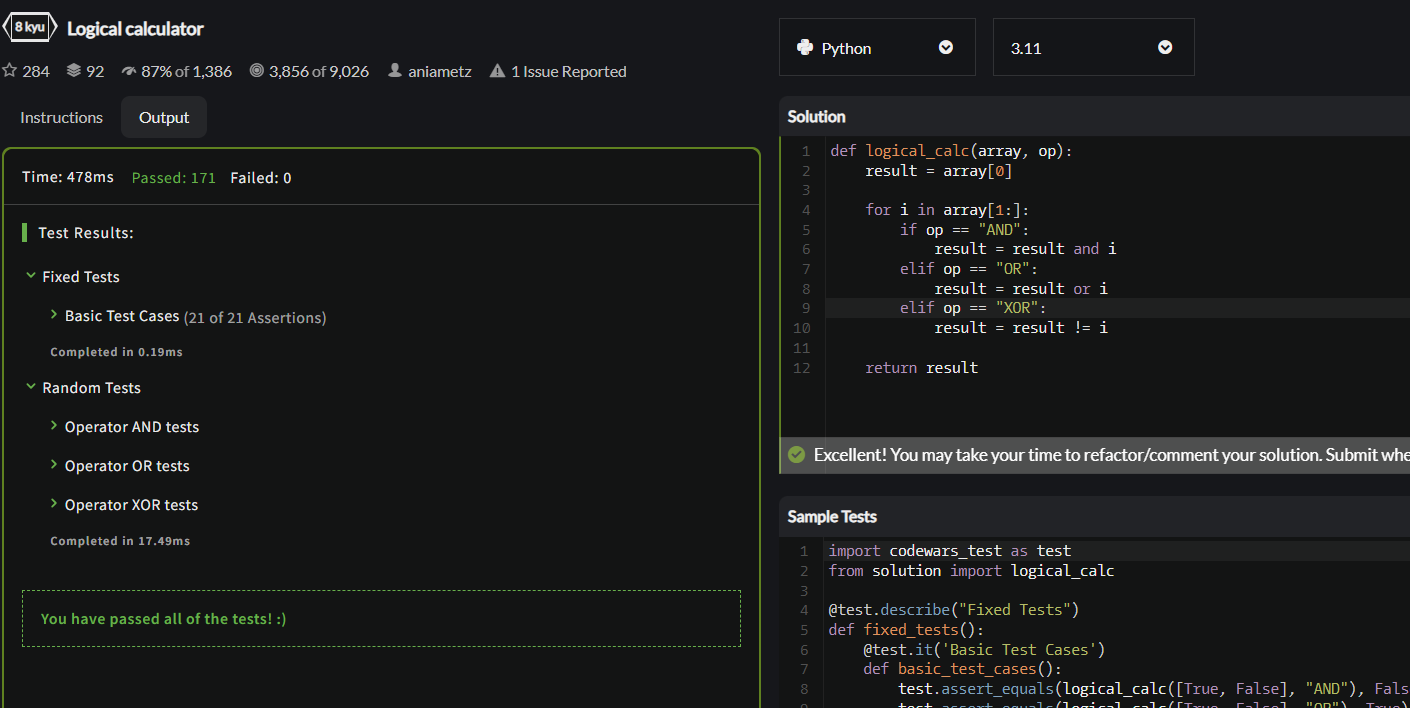 8 kyu Logical calculator
284 92 87% of 1,386 3,856 of 9,026 aniametz 1 Issue Reported
Instructions Output
Time: 478ms Passed: 171 Failed: 0
Test Results:
Fixed Tests
Basic Test Cases (21 of 21 Assertions)
Completed in 0.19ms
Random Tests
Operator AND tests
Operator OR tests
Operator XOR tests
Completed in 17.49ms
You have passed all of the tests! :)
Python 3.11
Solution
1 def logical_calc(array, op):
2     result = array[0]
3
4     for i in array[1:]:
5         if op == "AND":
6             result = result and i
7         elif op == "OR":
8             result = result or i
9         elif op == "XOR":
10             result = result != i
11
12     return result
Excellent! You may take your time to refactor/comment your solution. Submit whe
Sample Tests
1 import codewars_test as test
2 from solution import logical_calc
3
4 @test.describe("Fixed Tests")
5 def fixed_tests():
6     @test.it('Basic Test Cases')
7     def basic_test_cases():
8         test.assert_equals(logical_calc([True, False], "AND"), Fals
9         test.assert_equals(logical_calc([True, False], "OR"), True)